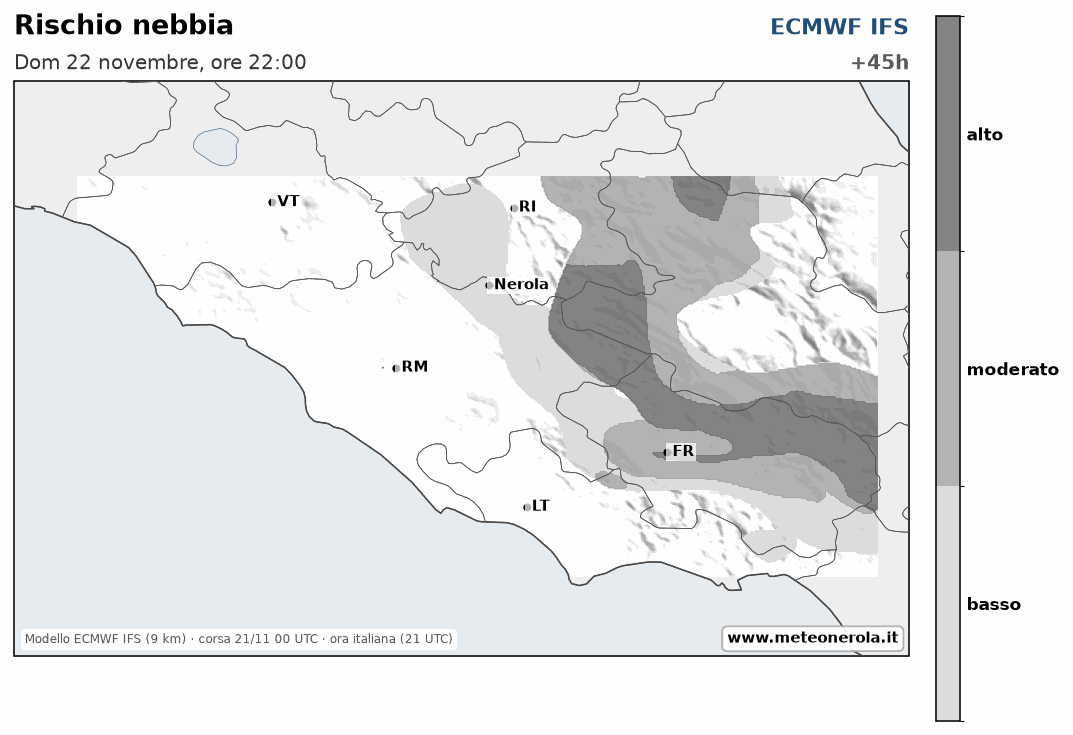 Rischio nebbia
ECMWF IFS
Dom 22 novembre, ore 22:00
+45h
alto
moderato
basso
VT
RI
Nerola
RM
FR
LT
Modello ECMWF IFS (9 km) · corsa 21/11 00 UTC · ora italiana (21 UTC)
www.meteonerola.it